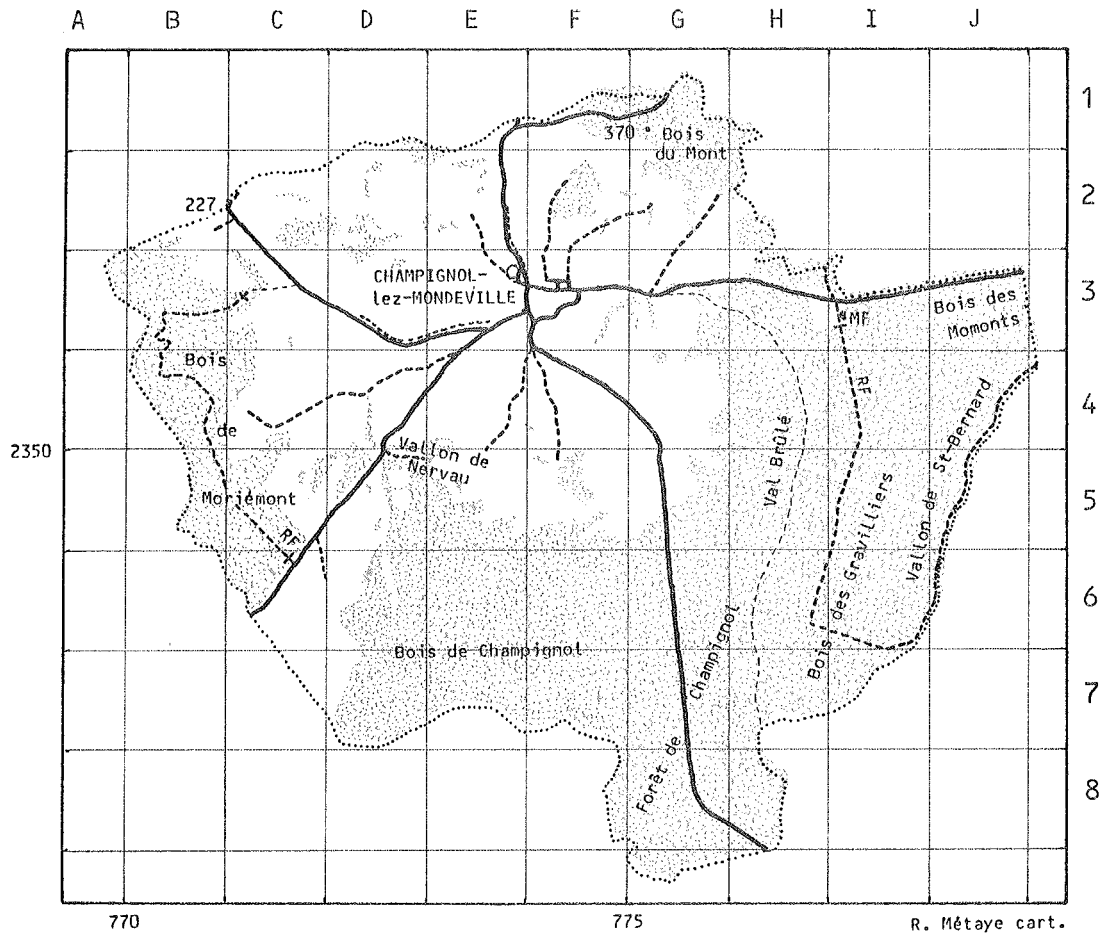 A B C D E F G H I J
1
370 Bois
du Mont
2
227
CHAMPIGNOL-
lez-MONDEVILLE
3
Bois des
Momonts
MF
Bois
RF
4
de
Val Brûlé
2350
Vallon de
Nervau
Vallon de St-Bernard
Moriémont
5
RF
Bois des Gravilliers
6
Bois de Champignol
7
Forêt de Champignol
8
770
775
R. Métaye cart.